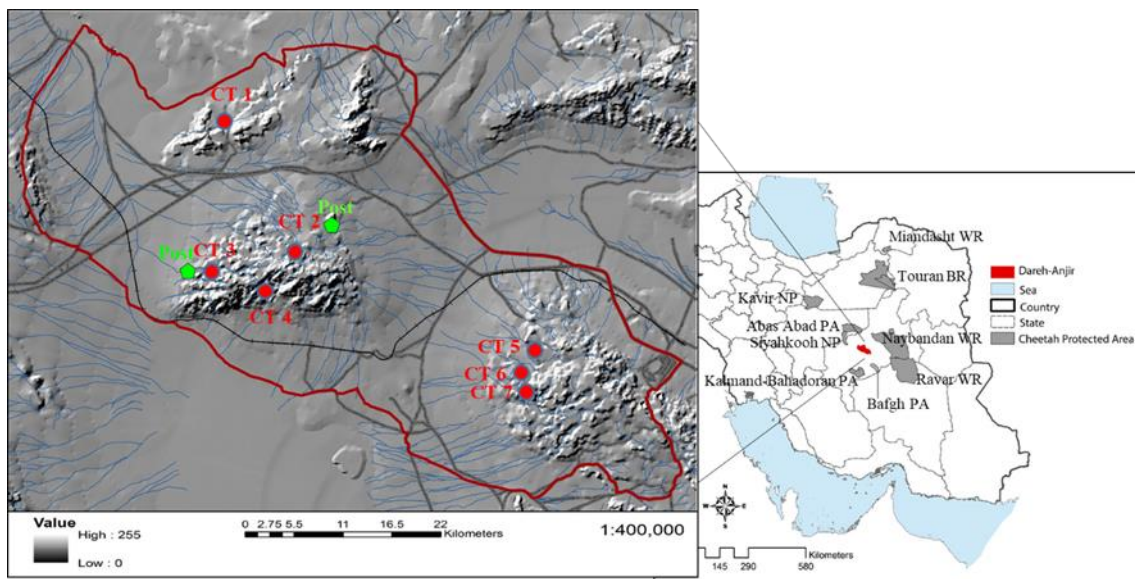 CT 1
Post
CT 2
Post
CT 3
CT 4
CT 5
CT 6
CT 7
Value
High : 255
Low : 0
0 2.75 5.5 11 16.5 22
Kilometers
1:400,000
Miandasht WR
Touran BR
Kavir NP
Abas Abad PA
Siyahkooh NP
Naybandan WR
Kalmand-Bahadoran PA
Ravar WR
Bafgh PA
Dareh-Anjir
Sea
Country
State
Cheetah Protected Area
N
W E
S
145 290 580
Kilometers